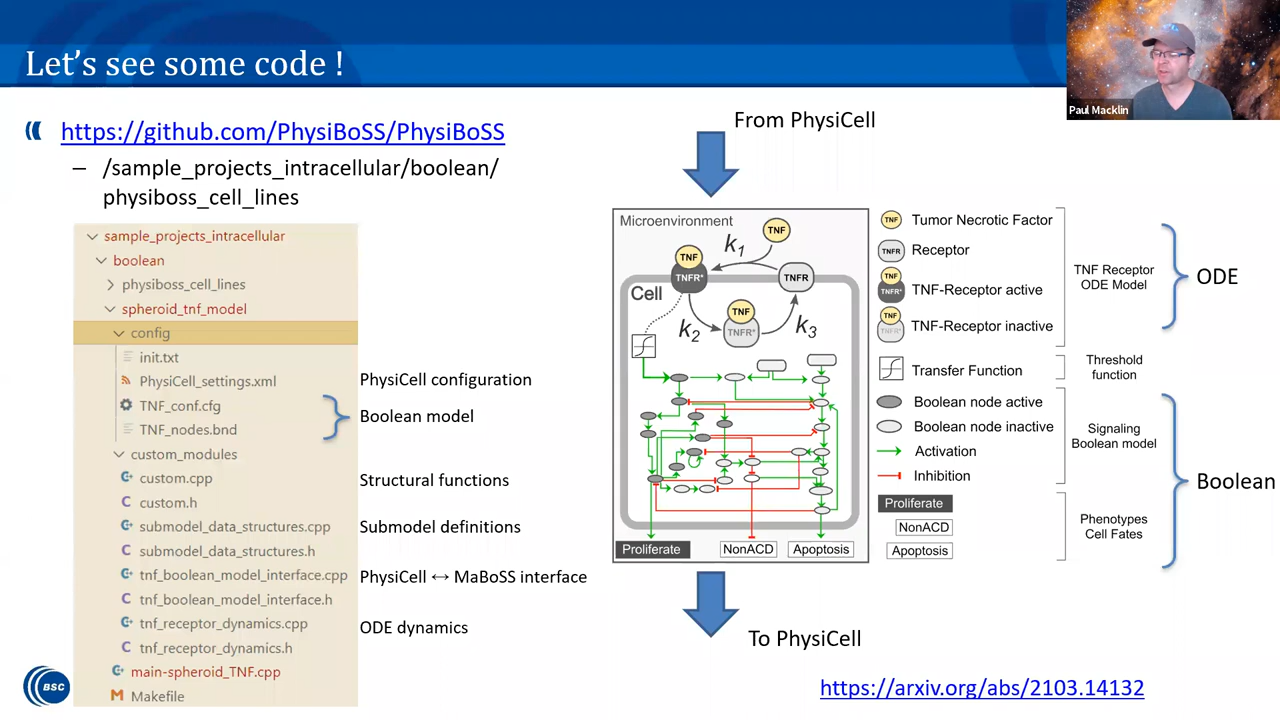 Let's see some code !
Paul Macklin
https://github.com/PhysiBoSS/PhysiBoSS
– /sample_projects_intracellular/boolean/
physiboss_cell_lines
sample_projects_intracellular
boolean
physiboss_cell_lines
spheroid_tnf_model
config
init.txt
PhysiCell_settings.xml
TNF_conf.cfg
TNF_nodes.bnd
custom_modules
custom.cpp
custom.h
submodel_data_structures.cpp
submodel_data_structures.h
tnf_boolean_model_interface.cpp
tnf_boolean_model_interface.h
tnf_receptor_dynamics.cpp
tnf_receptor_dynamics.h
main-spheroid_TNF.cpp
Makefile
PhysiCell configuration
Boolean model
Structural functions
Submodel definitions
PhysiCell ↔ MaBoSS interface
ODE dynamics
BSC
From PhysiCell
Microenvironment
TNF
k1
TNF
TNFR*
TNFR
Cell
TNF
TNFR*
k2
k3
Proliferate
NonACD
Apoptosis
TNF
Tumor Necrotic Factor
TNFR
Receptor
TNF
TNFR*
TNF-Receptor active
TNF
TNFR*
TNF-Receptor inactive
Transfer Function
Boolean node active
Boolean node inactive
Activation
Inhibition
Proliferate
NonACD
Apoptosis
TNF Receptor
ODE Model
Threshold
function
Signaling
Boolean model
Phenotypes
Cell Fates
ODE
Boolean
To PhysiCell
https://arxiv.org/abs/2103.14132